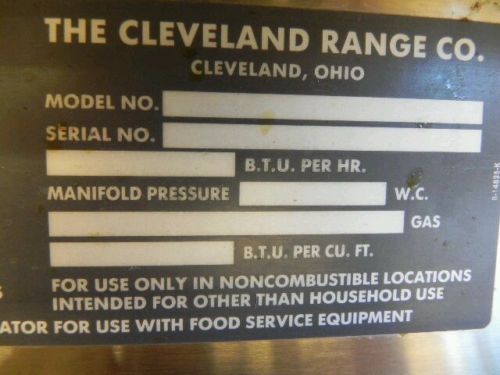 THE CLEVELAND RANGE CO.
CLEVELAND, OHIO
MODEL NO.
SERIAL NO.
B.T.U. PER HR.
MANIFOLD PRESSURE W.C.
GAS
B.T.U. PER CU. FT.
FOR USE ONLY IN NONCOMBUSTIBLE LOCATIONS
INTENDED FOR OTHER THAN HOUSEHOLD USE
ATOR FOR USE WITH FOOD SERVICE EQUIPMENT